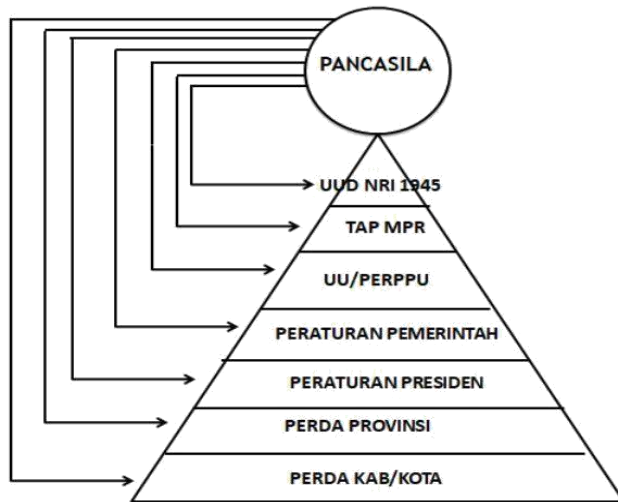 PANCASILA
UUD NRI 1945
TAP MPR
UU/PERPPU
PERATURAN PEMERINTAH
PERATURAN PRESIDEN
PERDA PROVINSI
PERDA KAB/KOTA